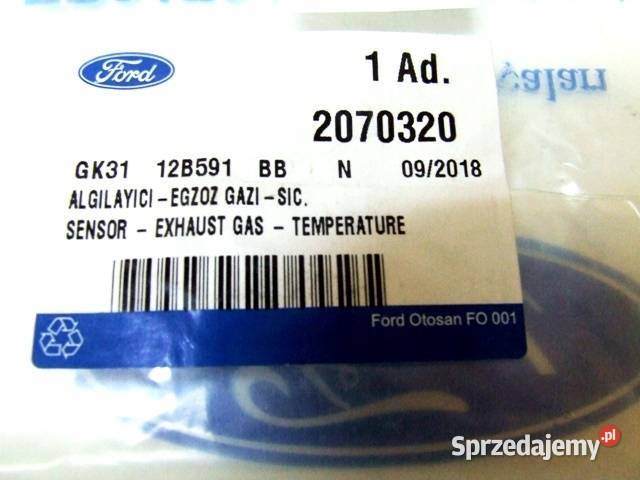 Ford
1 Ad.
2070320
GK31 12B591 BB N 09/2018
ALGILAYICI-EGZOZ GAZI-SIC.
SENSOR - EXHAUST GAS - TEMPERATURE
Ford Otosan FO 001
Sprzedajemy.pl